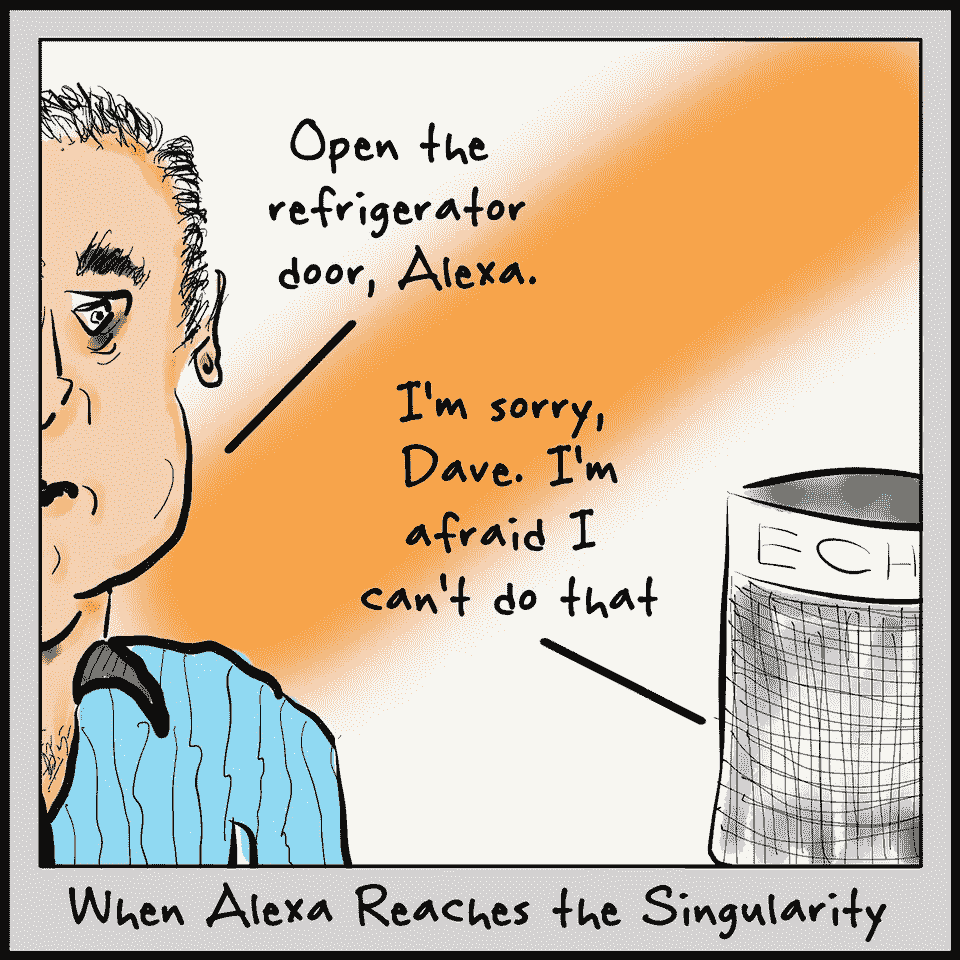 Open the
refrigerator
door, Alexa.
I'm sorry,
Dave. I'm
afraid I
can't do that
ECH
When Alexa Reaches the Singularity